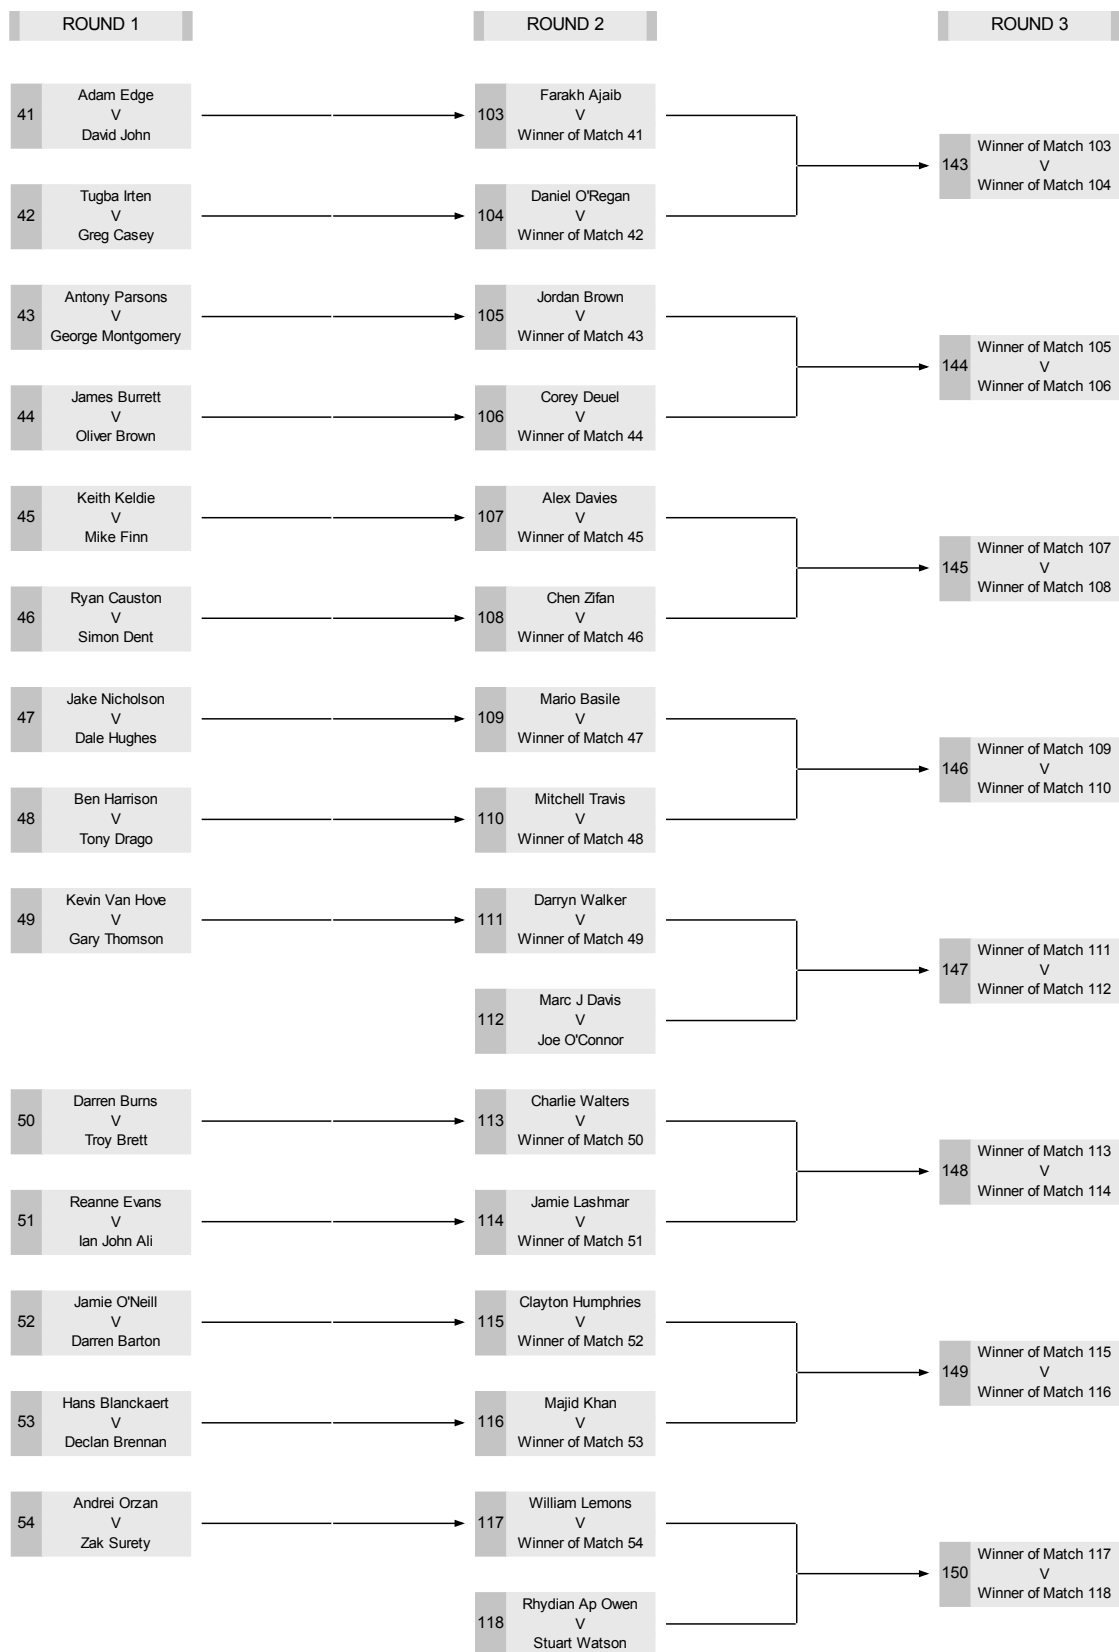 ROUND 1
ROUND 2
ROUND 3
41
Adam Edge
V
David John
103
Farakh Ajaib
V
Winner of Match 41
143
Winner of Match 103
V
Winner of Match 104
42
Tugba Irten
V
Greg Casey
104
Daniel O'Regan
V
Winner of Match 42
43
Antony Parsons
V
George Montgomery
105
Jordan Brown
V
Winner of Match 43
144
Winner of Match 105
V
Winner of Match 106
44
James Burrett
V
Oliver Brown
106
Corey Deuel
V
Winner of Match 44
45
Keith Keldie
V
Mike Finn
107
Alex Davies
V
Winner of Match 45
145
Winner of Match 107
V
Winner of Match 108
46
Ryan Causton
V
Simon Dent
108
Chen Zifan
V
Winner of Match 46
47
Jake Nicholson
V
Dale Hughes
109
Mario Basile
V
Winner of Match 47
146
Winner of Match 109
V
Winner of Match 110
48
Ben Harrison
V
Tony Drago
110
Mitchell Travis
V
Winner of Match 48
49
Kevin Van Hove
V
Gary Thomson
111
Darryn Walker
V
Winner of Match 49
147
Winner of Match 111
V
Winner of Match 112
112
Marc J Davis
V
Joe O'Connor
50
Darren Burns
V
Troy Brett
113
Charlie Walters
V
Winner of Match 50
148
Winner of Match 113
V
Winner of Match 114
51
Reanne Evans
V
Ian John Ali
114
Jamie Lashmar
V
Winner of Match 51
52
Jamie O'Neill
V
Darren Barton
115
Clayton Humphries
V
Winner of Match 52
149
Winner of Match 115
V
Winner of Match 116
53
Hans Blanckaert
V
Declan Brennan
116
Majid Khan
V
Winner of Match 53
54
Andrei Orzan
V
Zak Surety
117
William Lemons
V
Winner of Match 54
150
Winner of Match 117
V
Winner of Match 118
118
Rhydian Ap Owen
V
Stuart Watson